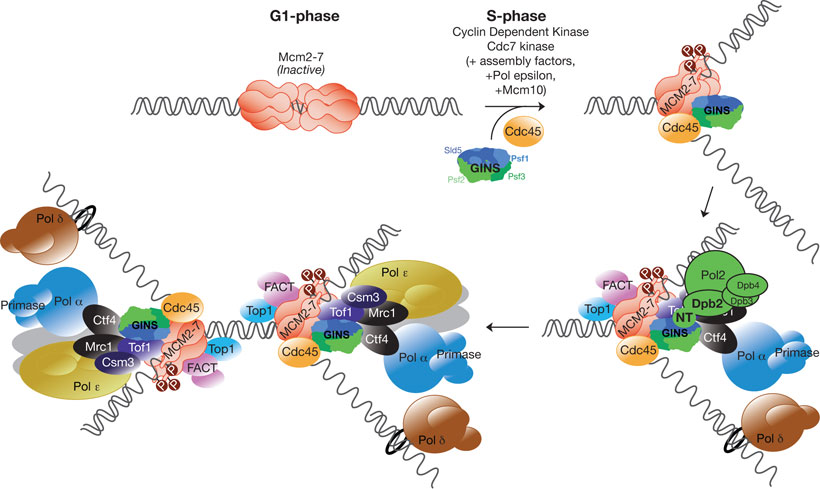 G1-phase
S-phase
Cyclin Dependent Kinase
Cdc7 kinase
(+ assembly factors,
+Pol epsilon,
+Mcm10)
Mcm2-7
(Inactive)
Cdc45
Sld5
Psf1
GINS
Psf2
Psf3
P P
P
MCM2-7
GINS
Cdc45
Pol δ
Primase
Pol α
Ctf4
Cdc45
GINS
MCM2-7
Mrc1
Tof1
Csm3
Top1
FACT
Pol ε
P
P P
P P
P
FACT
Pol ε
Csm3
Top1
Tof1
Mrc1
MCM2-7
GINS
Ctf4
Cdc45
Pol α
Primase
Pol δ
P P
P
Pol2
Dpb4
FACT
Dpb2
Dpb3
Top1
NT
MCM2-7
GINS
Ctf4
Cdc45
Pol α
Primase
Pol δ